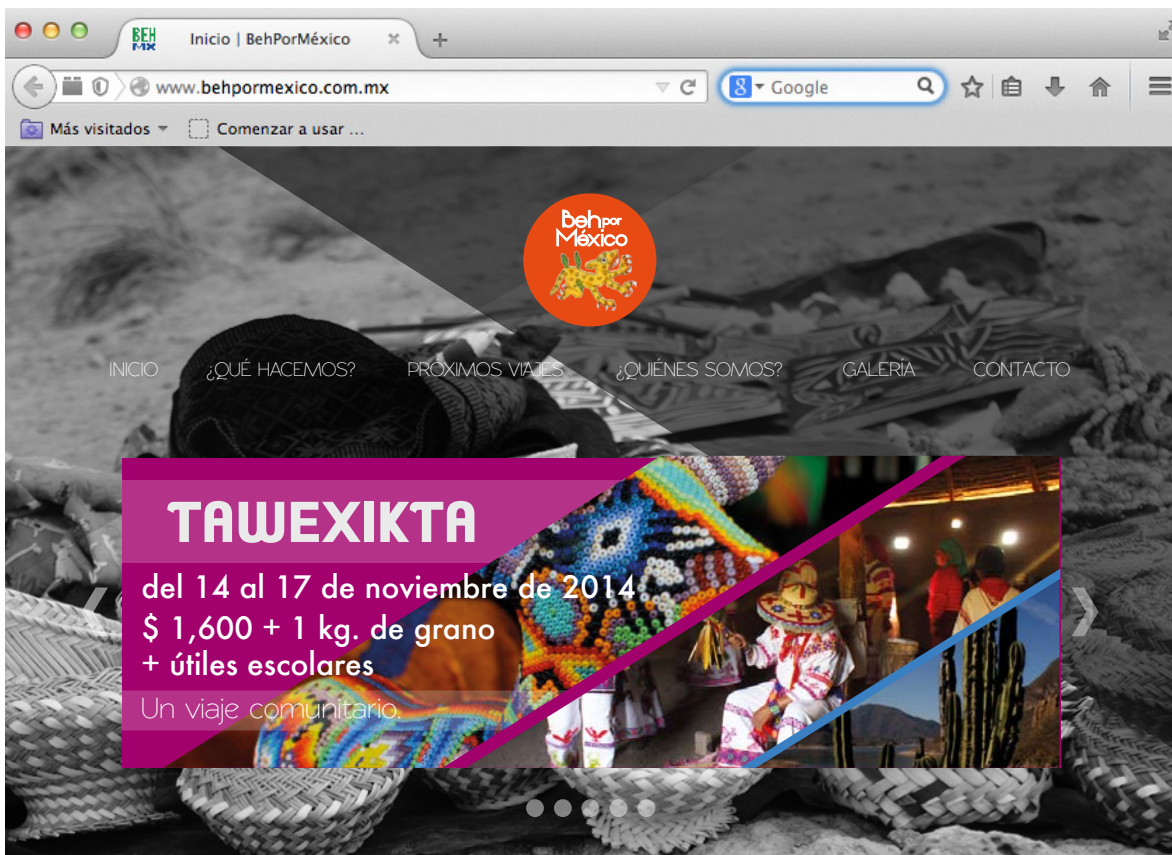 BEH
MX
Inicio | BehPorMéxico
www.behpormexico.com.mx
Google
Más visitados
Comenzar a usar ...
Beh por
México
INICIO ¿QUÉ HACEMOS? PRÓXIMOS VIAJES ¿QUIÉNES SOMOS? GALERÍA CONTACTO
TAWEXIKTA
del 14 al 17 de noviembre de 2014
$ 1,600 + 1 kg. de grano
+ útiles escolares
Un viaje comunitario.